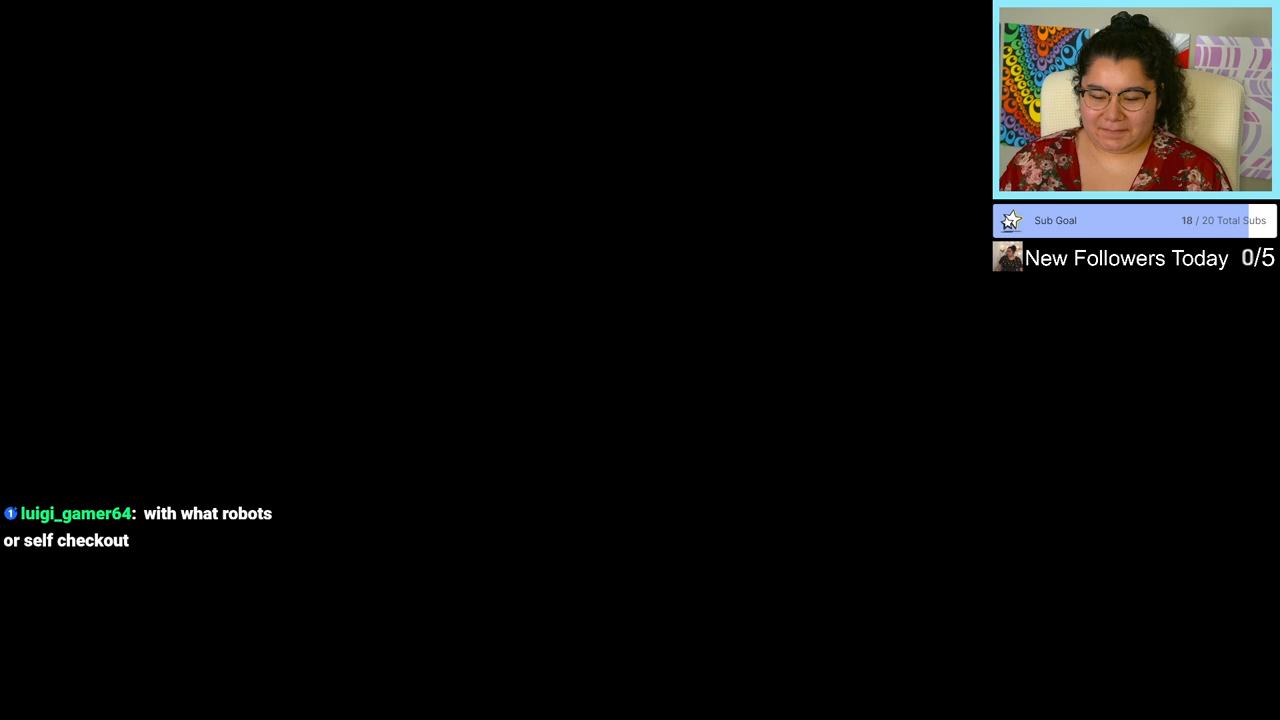 Sub Goal 18 / 20 Total Subs
New Followers Today 0/5
luigi_gamer64: with what robots
or self checkout